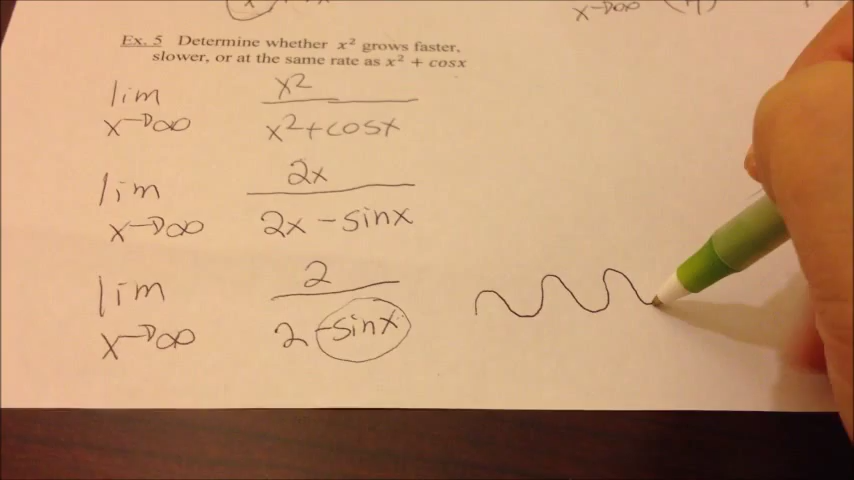 Ex. 5 Determine whether x² grows faster,
slower, or at the same rate as x² + cosx
lim x→∞ x² / x²+cosx
lim x→∞ 2x / 2x-sinx
lim x→∞ 2 / 2-sinx
x→∞